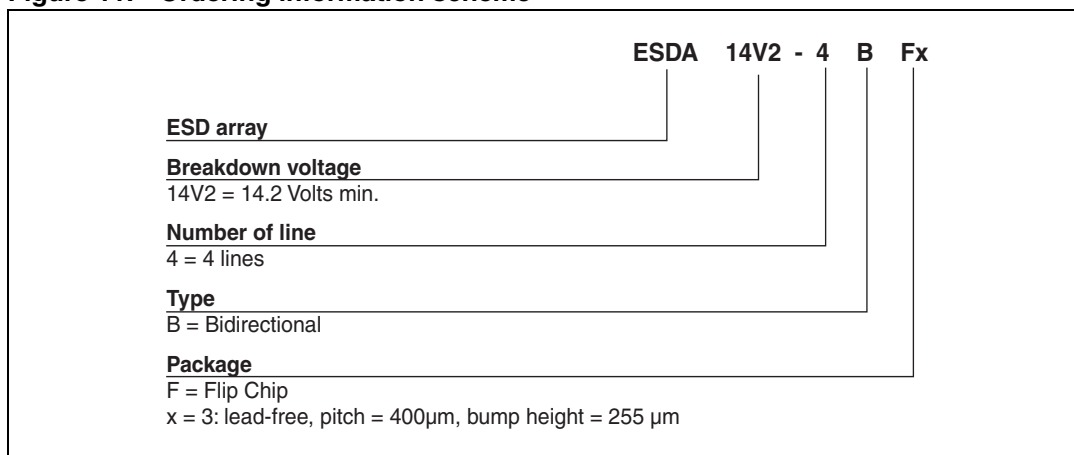 ESDA 14V2 - 4 B Fx
ESD array
Breakdown voltage
14V2 = 14.2 Volts min.
Number of line
4 = 4 lines
Type
B = Bidirectional
Package
F = Flip Chip
x = 3: lead-free, pitch = 400µm, bump height = 255 µm